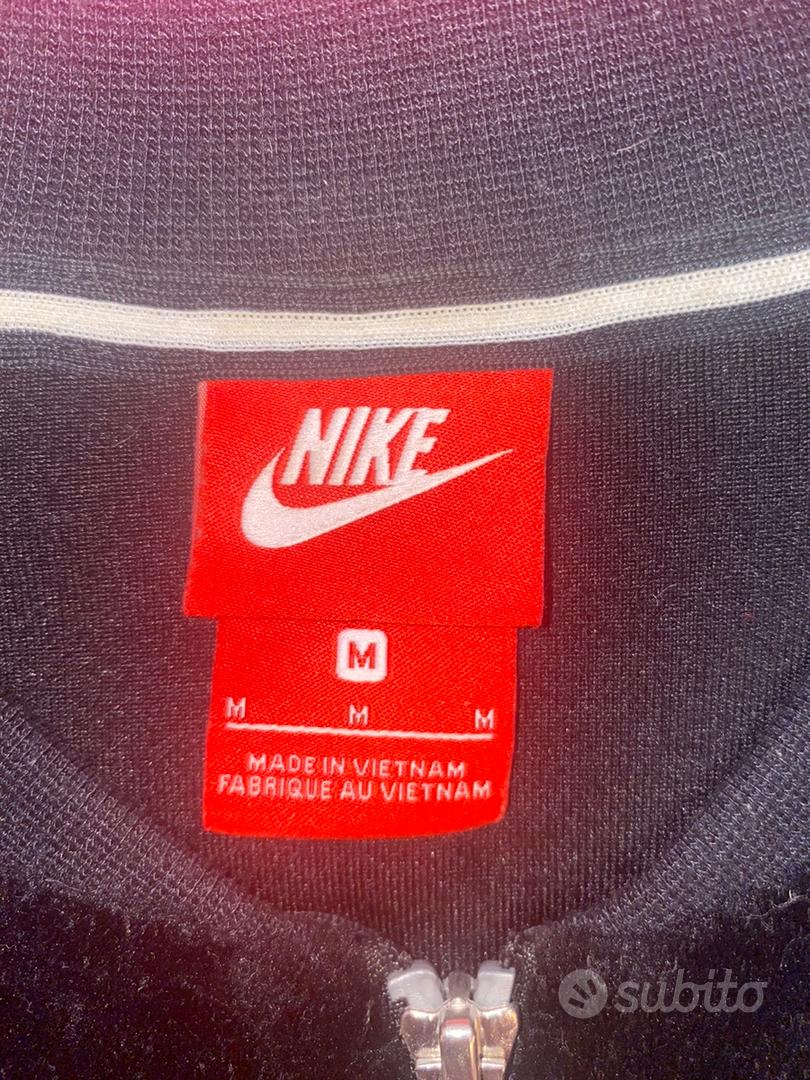 NIKE
M
M M M
MADE IN VIETNAM
FABRIQUE AU VIETNAM
subito